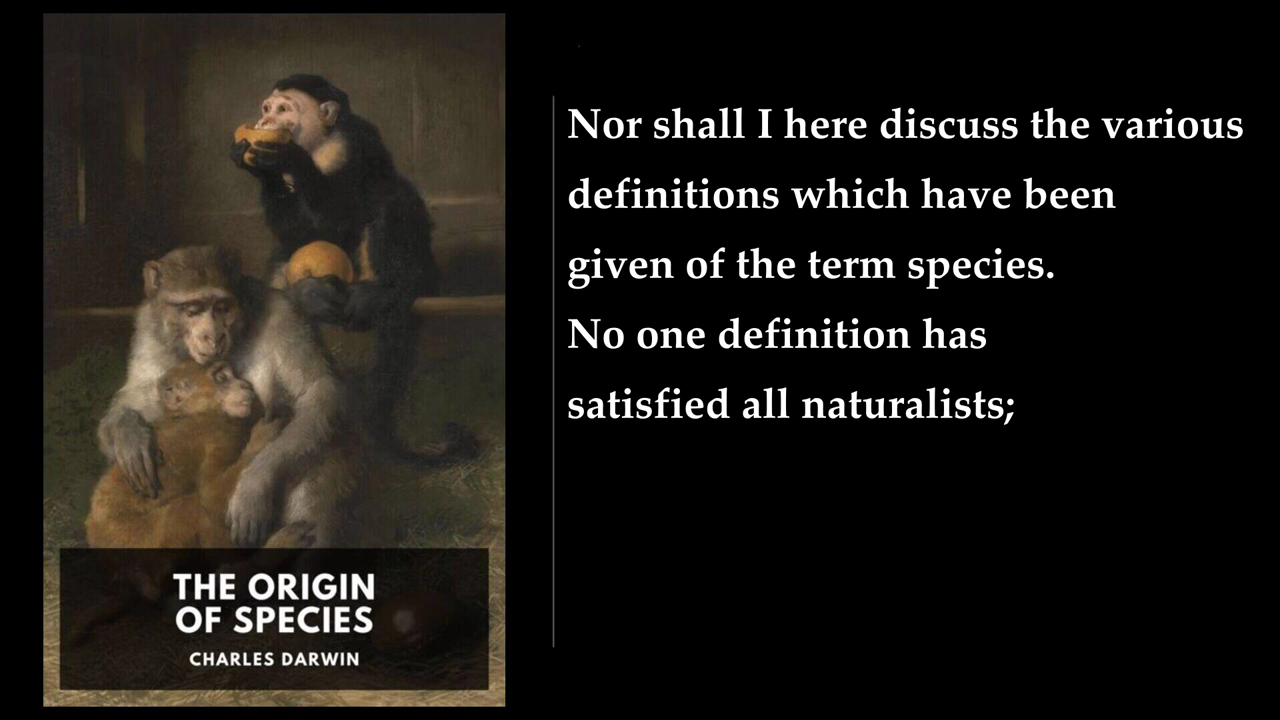 Nor shall I here discuss the various
definitions which have been
given of the term species.
No one definition has
satisfied all naturalists;
THE ORIGIN
OF SPECIES
CHARLES DARWIN